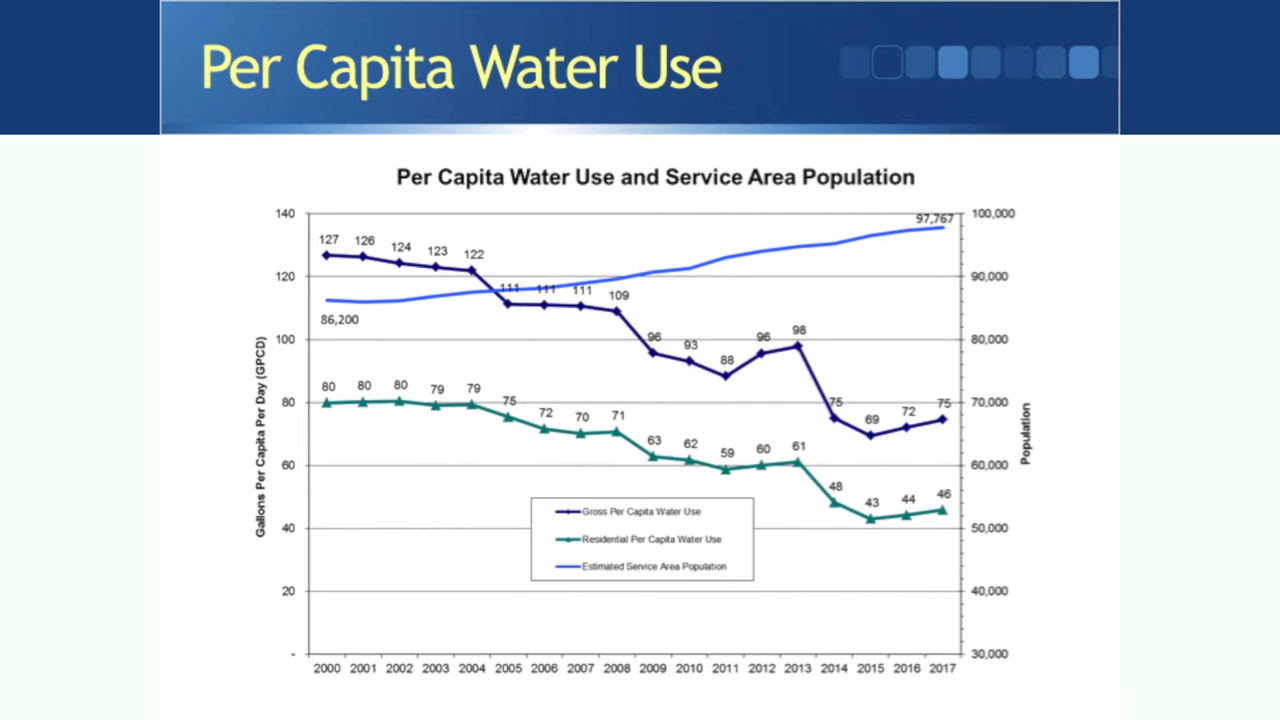 Per Capita Water Use
Per Capita Water Use and Service Area Population
140
120
100
80
60
40
20
-
Gallons Per Capita Per Day (GPCD)
127 126 124 123 122 111 111 111 109 96 93 88 96 98 75 69 72 75
86,200
97,767
80 80 80 79 79 75 72 70 71 63 62 59 60 61 48 43 44 46
Gross Per Capita Water Use
Residential Per Capita Water Use
Estimated Service Area Population
100,000
90,000
80,000
70,000
60,000
50,000
40,000
30,000
Population
2000 2001 2002 2003 2004 2005 2006 2007 2008 2009 2010 2011 2012 2013 2014 2015 2016 2017